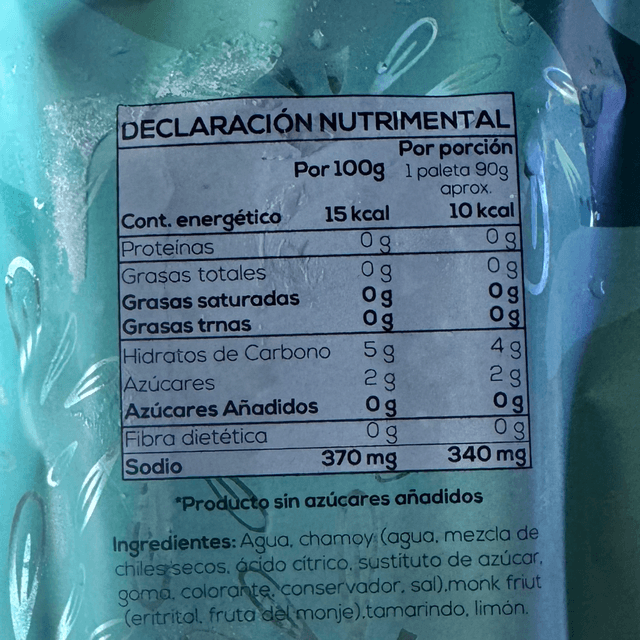 DECLARACIÓN NUTRIMENTAL
Por 100g Por porción
1 paleta 90g
aprox.
Cont. energético 15 kcal 10 kcal
Proteínas 0 g 0 g
Grasas totales 0 g 0 g
Grasas saturadas 0 g 0 g
Grasas trnas 0 g 0 g
Hidratos de Carbono 5 g 4 g
Azúcares 2 g 2 g
Azúcares Añadidos 0 g 0 g
Fibra dietética 0 g 0 g
Sodio 370 mg 340 mg
*Producto sin azúcares añadidos
Ingredientes: Agua, chamoy (agua, mezcla de
chiles secos, ácido cítrico, sustituto de azúcar,
goma, colorante, conservador, sal),monk friut
(eritritol, fruta del monje),tamarindo, limón.